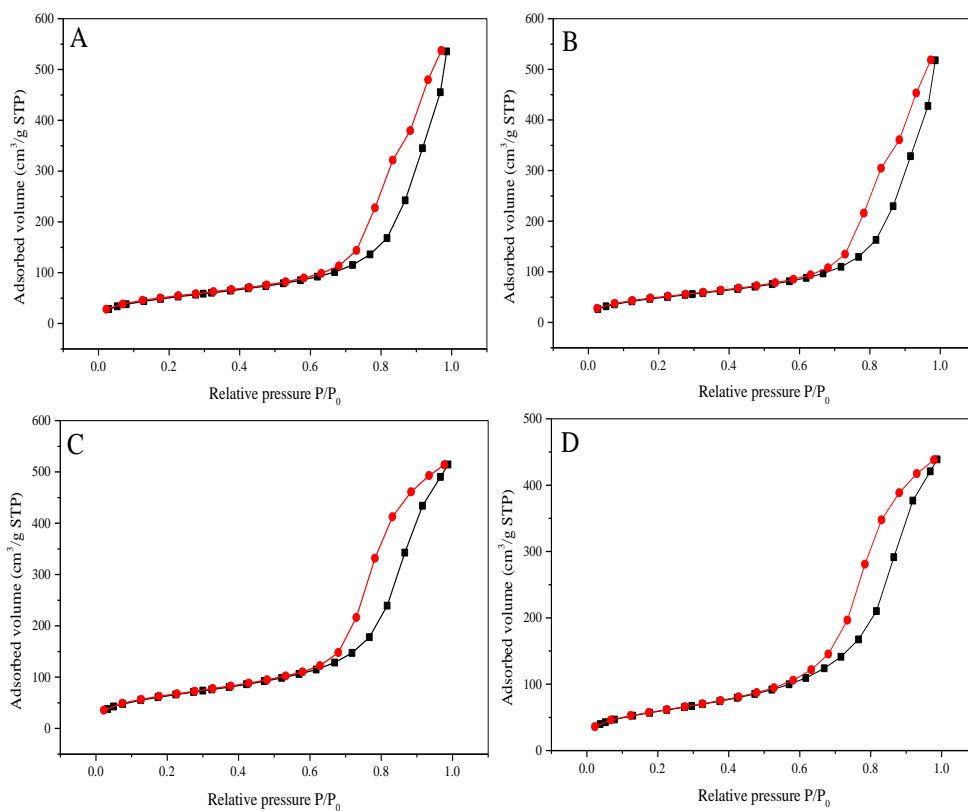 A
600
500
400
300
200
100
0
0.0 0.2 0.4 0.6 0.8 1.0
Adsorbed volume (cm³/g STP)
Relative pressure P/P₀
B
600
500
400
300
200
100
0
0.0 0.2 0.4 0.6 0.8 1.0
Adsorbed volume (cm³/g STP)
Relative pressure P/P₀
C
600
500
400
300
200
100
0
0.0 0.2 0.4 0.6 0.8 1.0
Adsorbed volume (cm³/g STP)
Relative pressure P/P₀
D
500
400
300
200
100
0
0.0 0.2 0.4 0.6 0.8 1.0
Adsorbed volume (cm³/g STP)
Relative pressure P/P₀